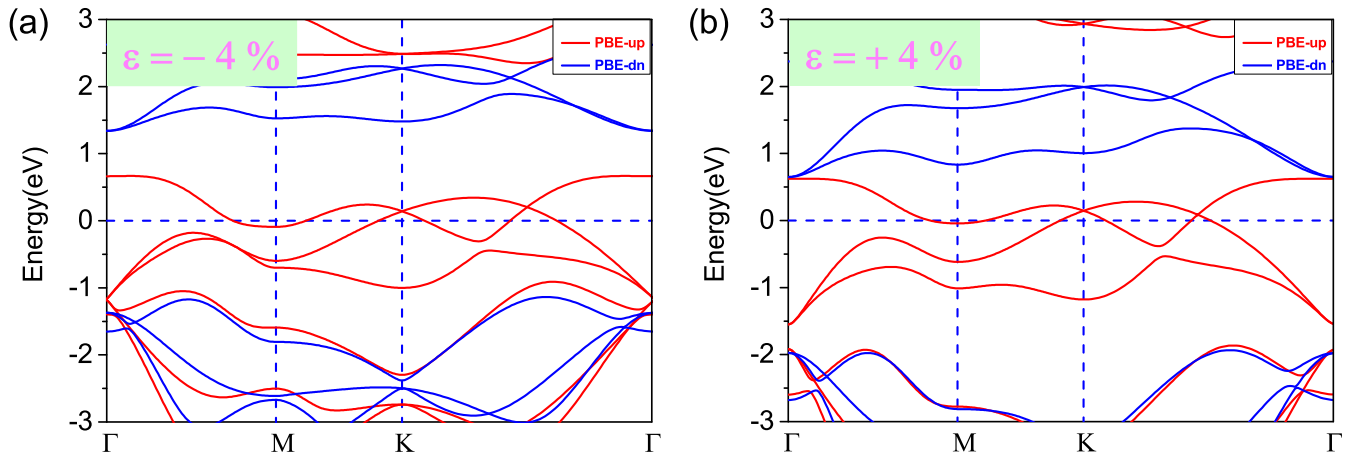 (a)
ε = − 4 %
PBE-up
PBE-dn
Energy(eV)
3
2
1
0
-1
-2
-3
Γ M K Γ
(b)
ε = + 4 %
PBE-up
PBE-dn
Energy(eV)
3
2
1
0
-1
-2
-3
Γ M K Γ